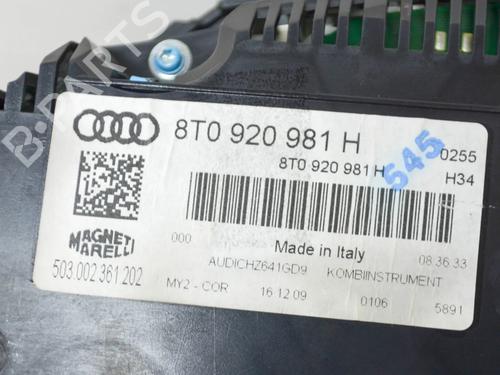 8T0 920 981 H
0255
8T0 920 981 H
H34
545
MAGNETI
MARELLI
503.002.361.202
000
Made in Italy
08:36:33
AUDICHZ641GD9
KOMBIINSTRUMENT
MY2 - COR
16.12.09
0106
5891
B-PARTS